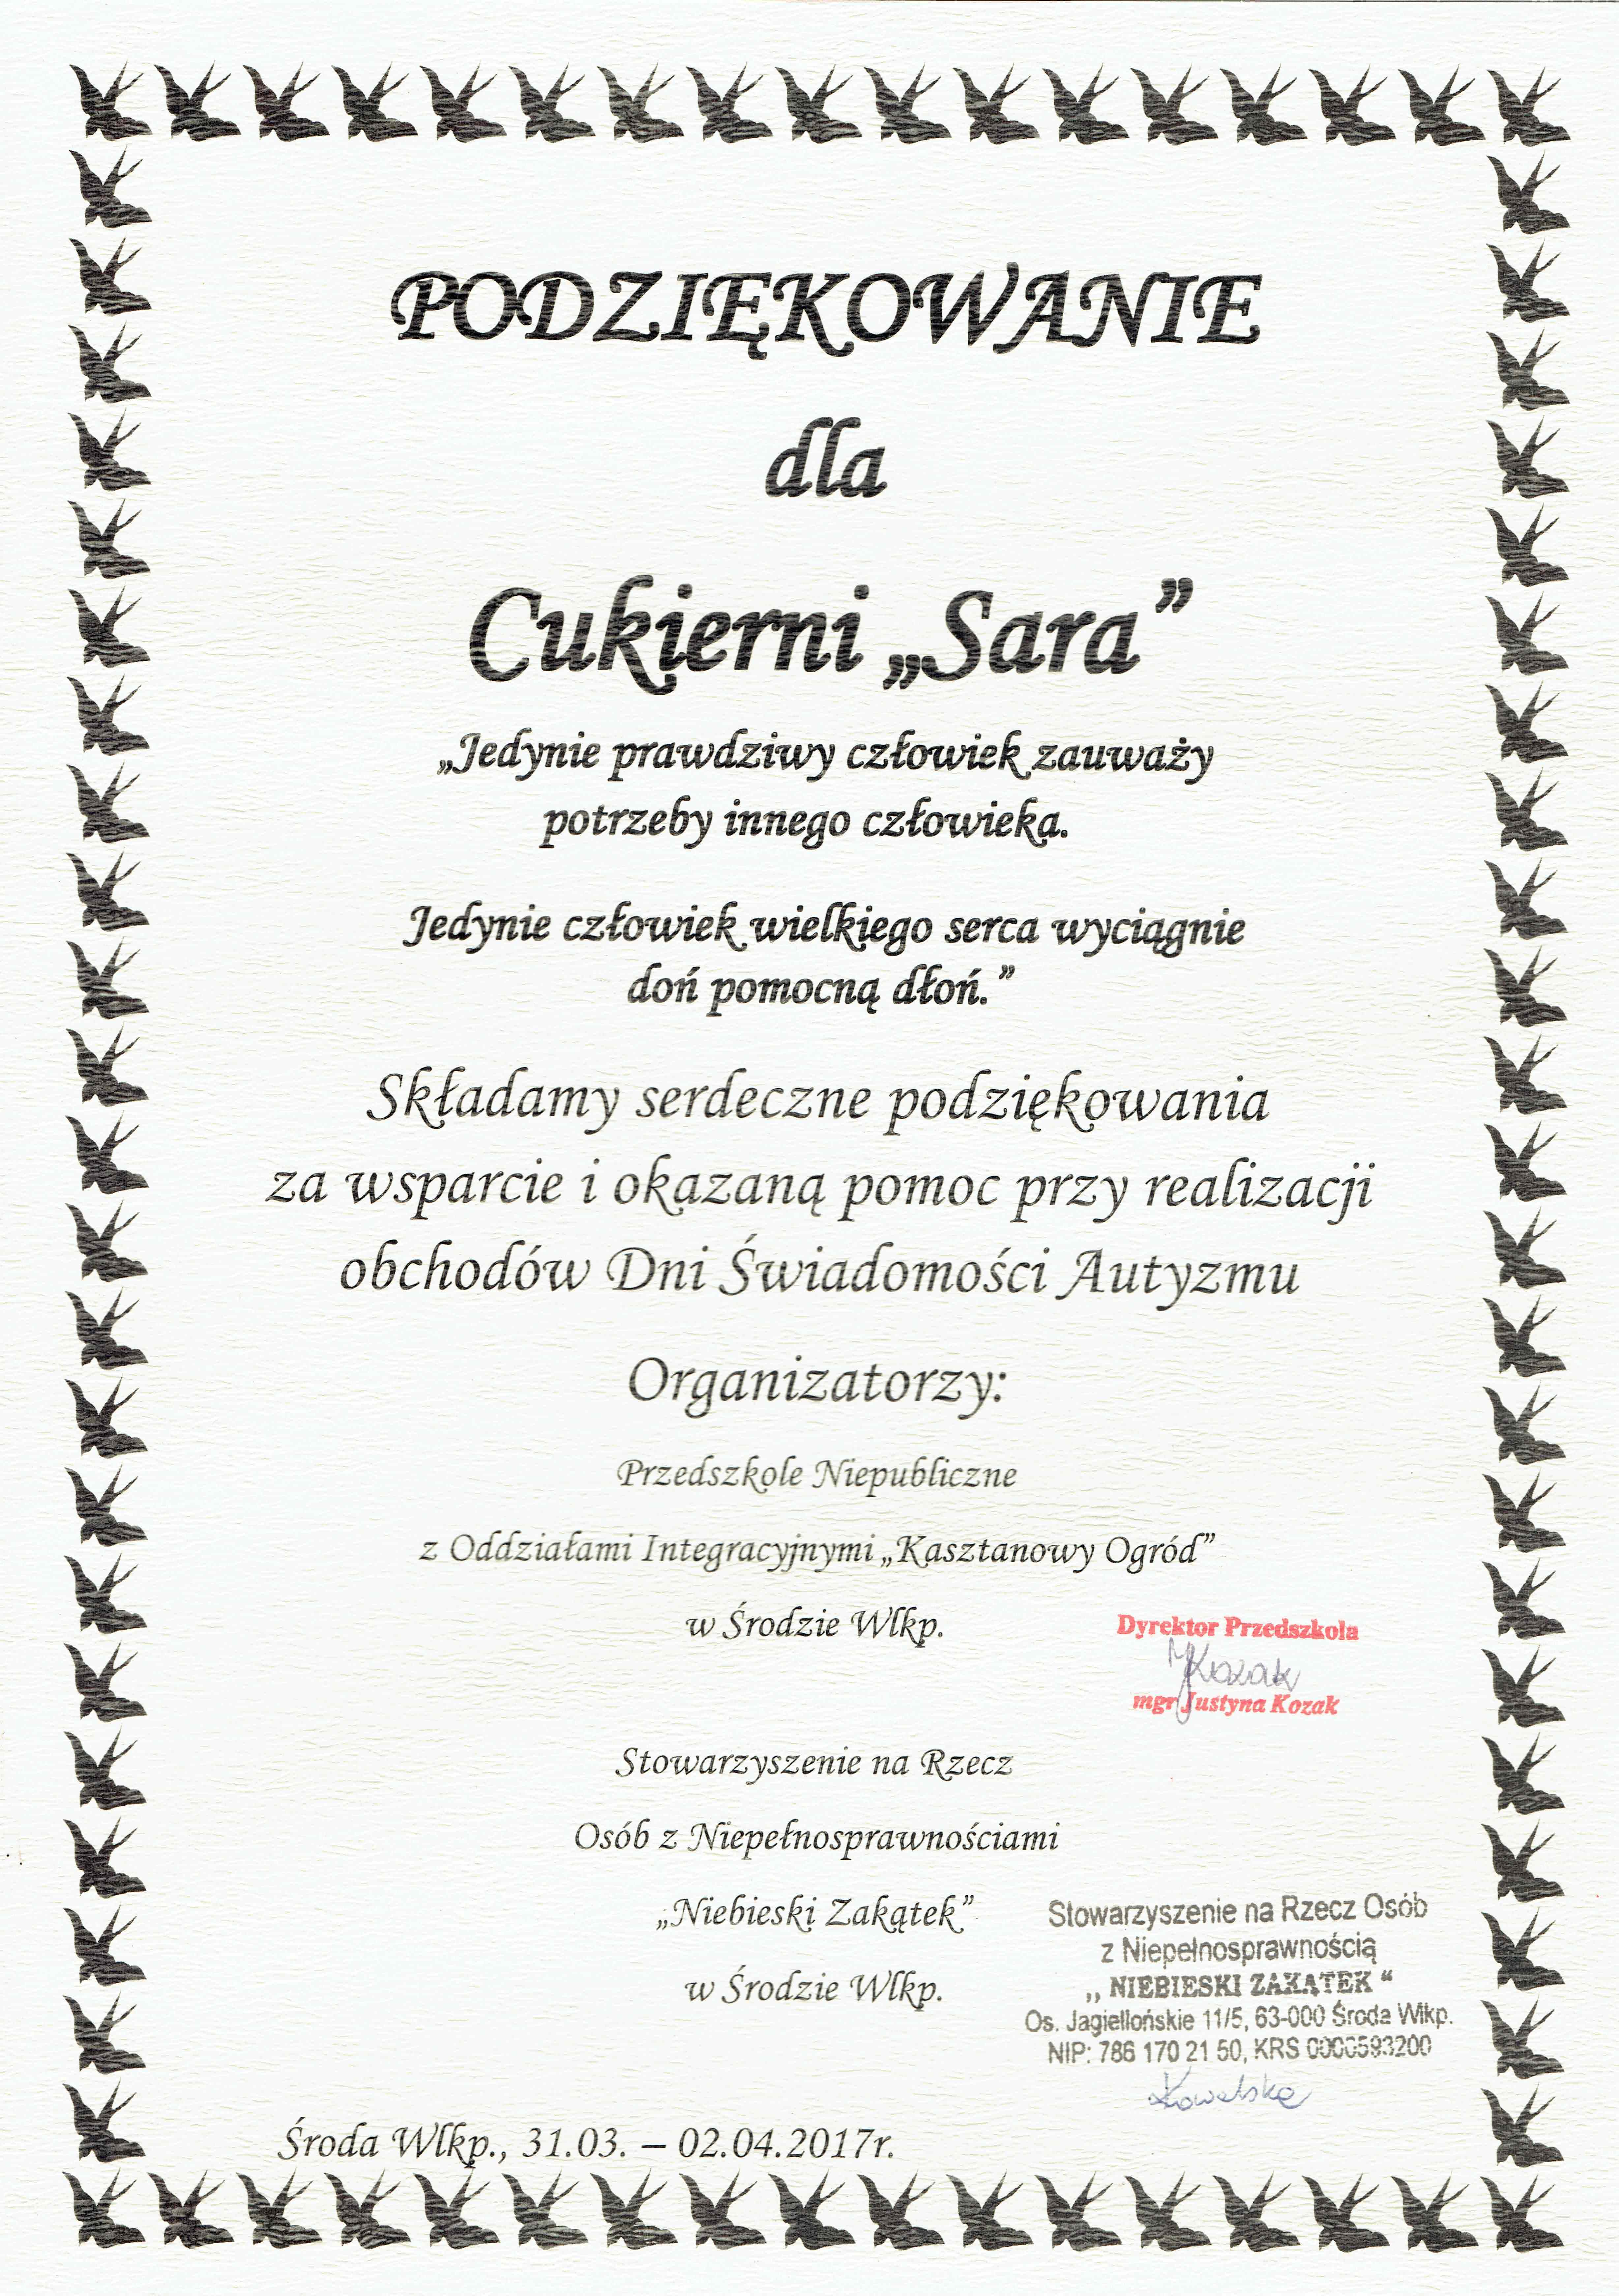 PODZIĘKOWANIE
dla
Cukierni „Sara”
„Jedynie prawdziwy człowiek zauważy
potrzeby innego człowieka.
Jedynie człowiek wielkiego serca wyciągnie
doń pomocną dłoń.”
Składamy serdeczne podziękowania
za wsparcie i okazaną pomoc przy realizacji
obchodów Dni Świadomości Autyzmu
Organizatorzy:
Przedszkole Niepubliczne
z Oddziałami Integracyjnymi „Kasztanowy Ogród”
w Środzie Wlkp.
Dyrektor Przedszkola
JKozak
mgr Justyna Kozak
Stowarzyszenie na Rzecz
Osób z Niepełnosprawnościami
„Niebieski Zakątek”
w Środzie Wlkp.
Stowarzyszenie na Rzecz Osób
z Niepełnosprawnością
,, NIEBIESKI ZAKĄTEK “
Os. Jagiellońskie 11/5, 63-000 Środa Wlkp.
NIP: 786 170 21 50, KRS 0000593200
Kowalska
Środa Wlkp., 31.03. – 02.04.2017r.